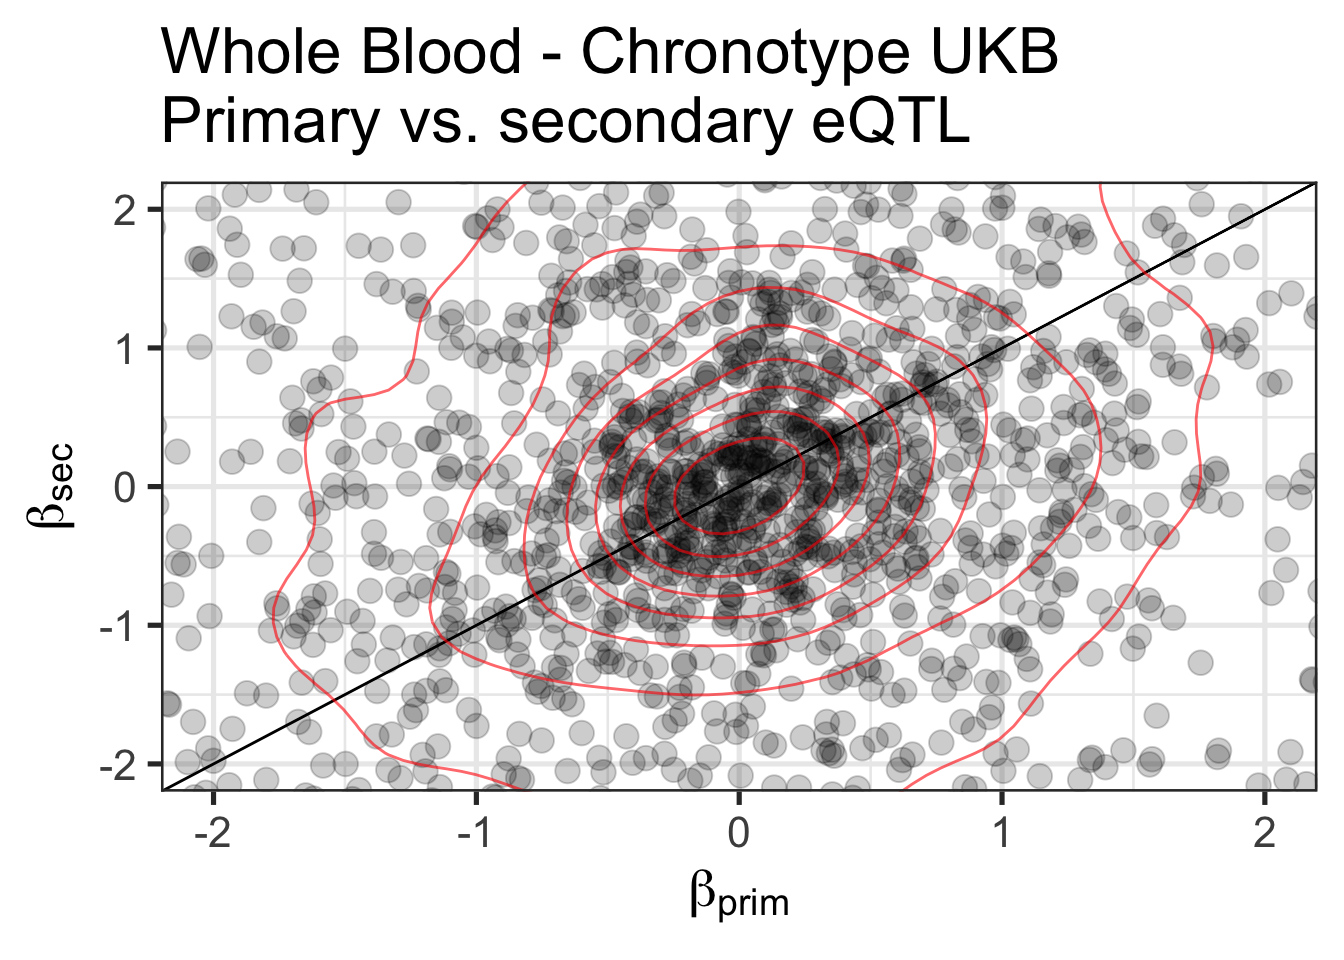 Whole Blood - Chronotype UKB
Primary vs. secondary eQTL
2
1
0
-1
-2
βsec
-2 -1 0 1 2
βprim